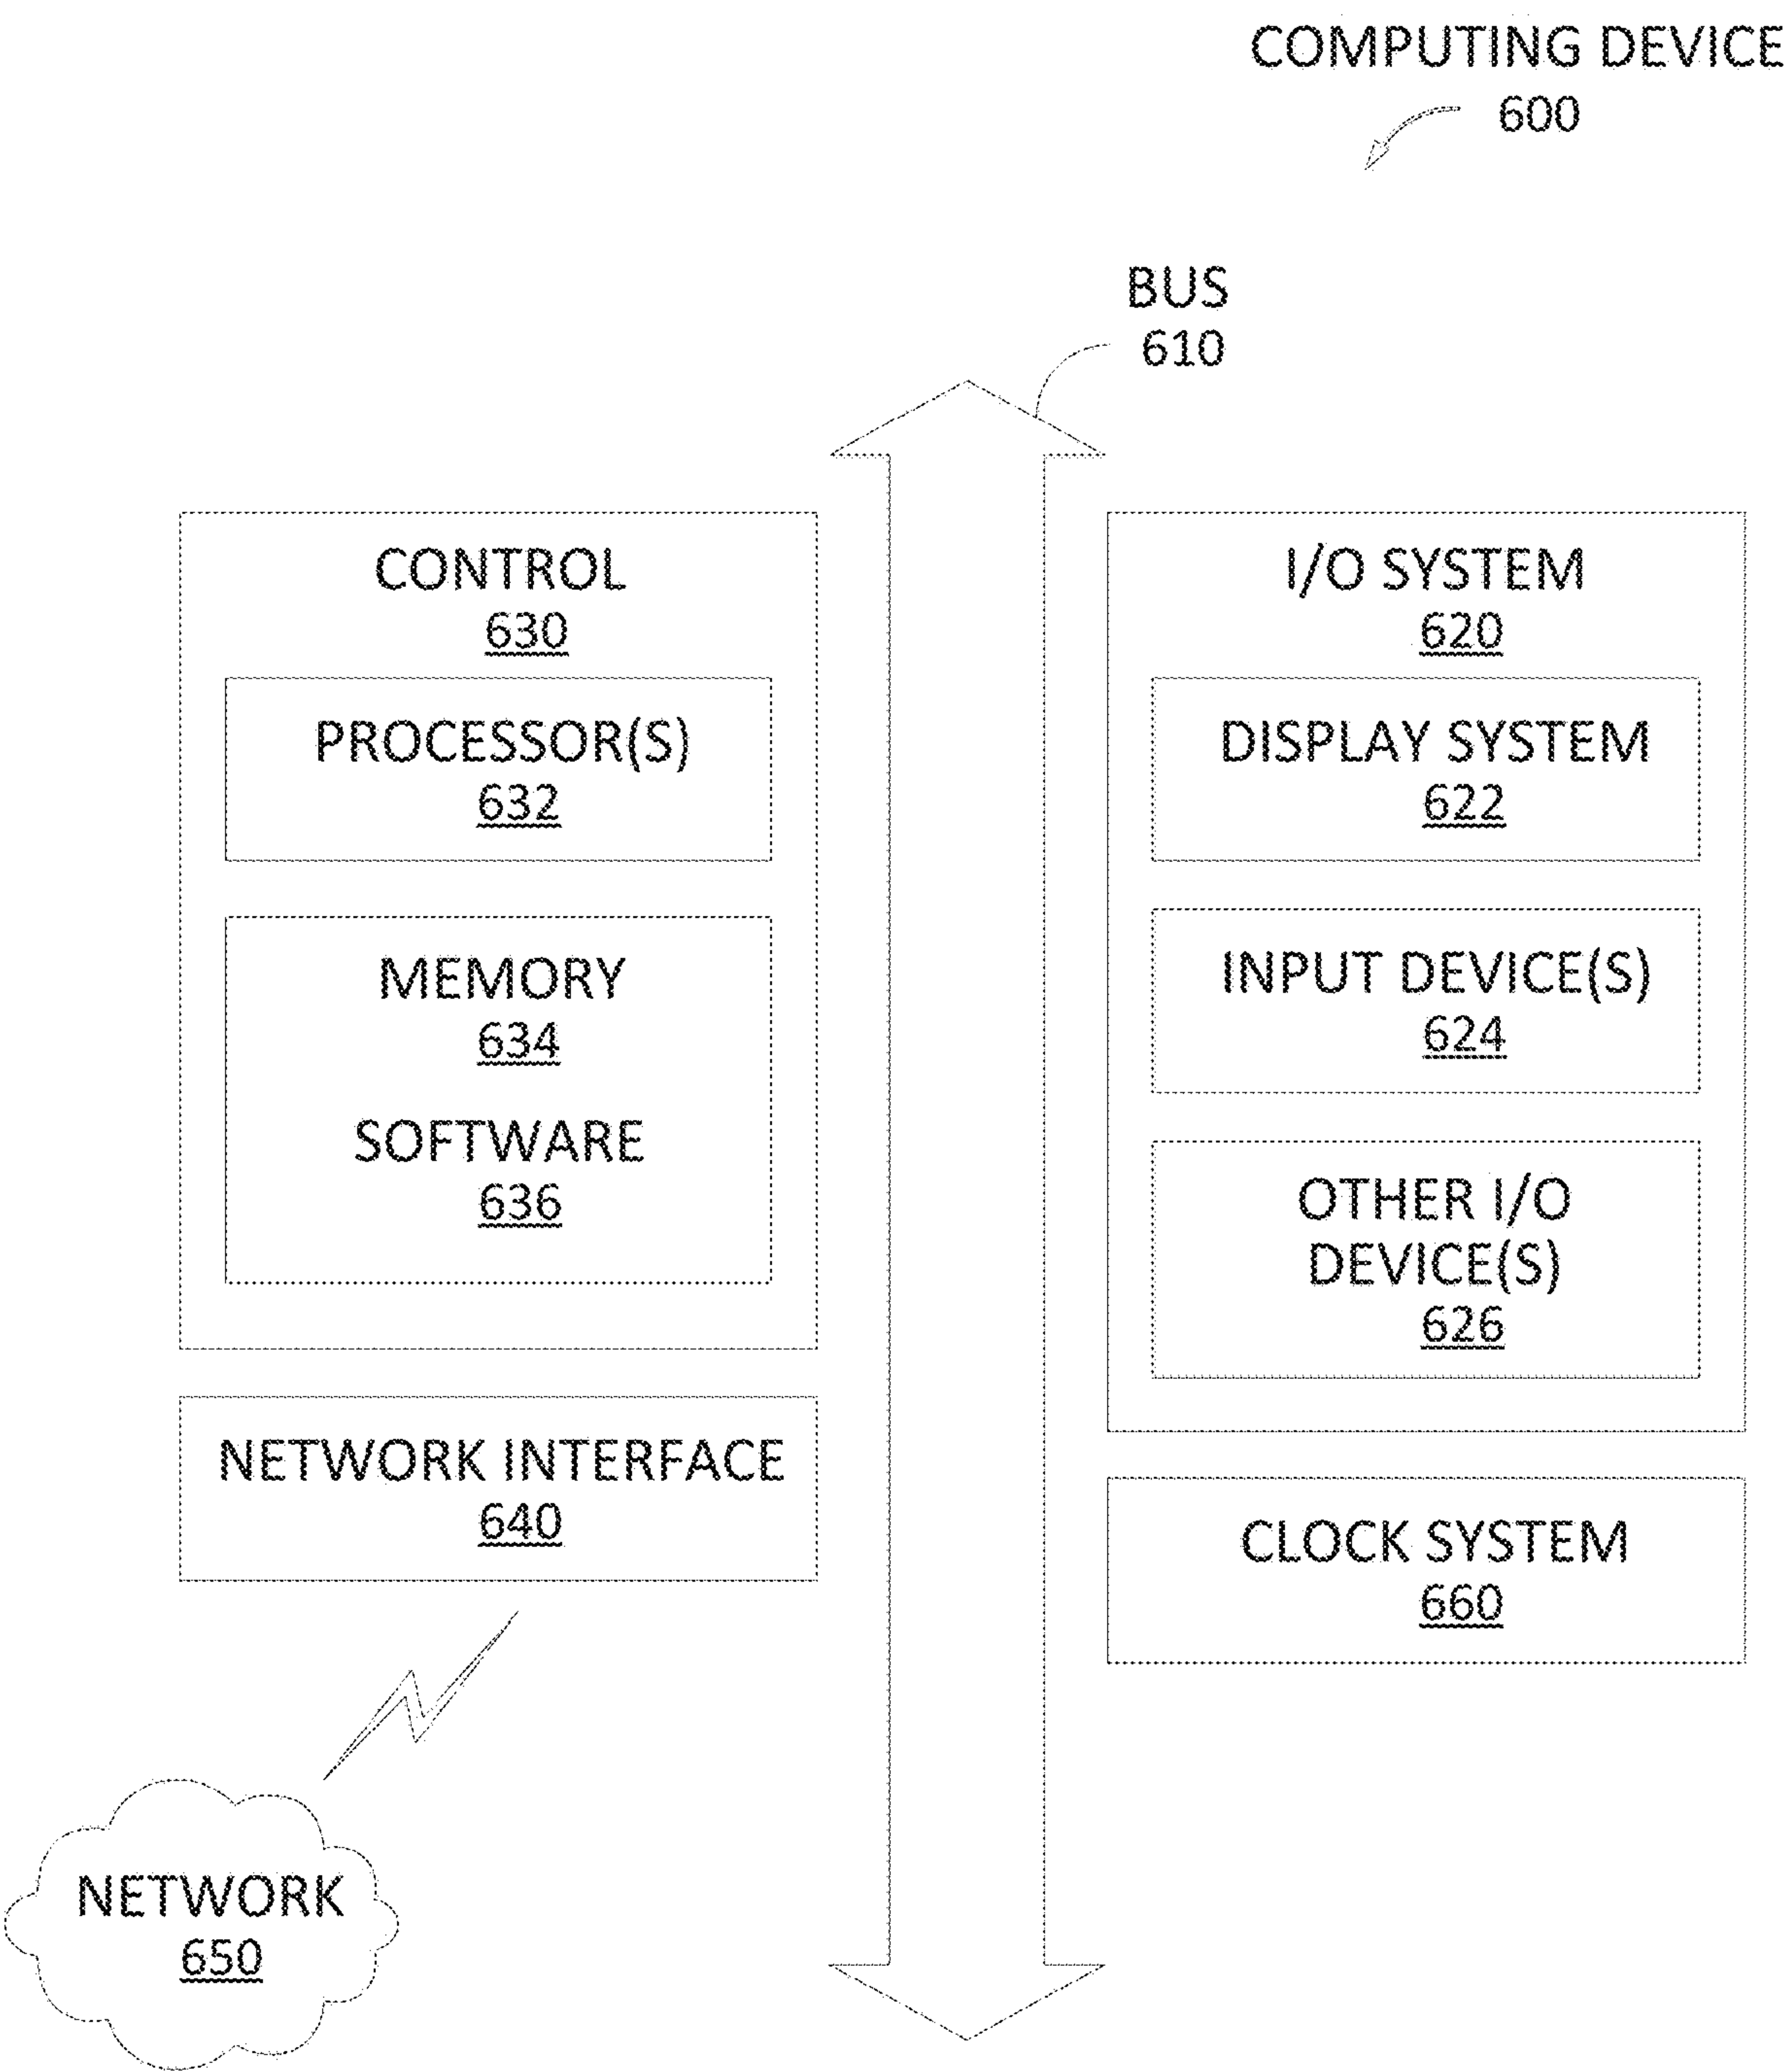 COMPUTING DEVICE
600
BUS
610
CONTROL
630
PROCESSOR(S)
632
MEMORY
634
SOFTWARE
636
NETWORK INTERFACE
640
NETWORK
650
I/O SYSTEM
620
DISPLAY SYSTEM
622
INPUT DEVICE(S)
624
OTHER I/O
DEVICE(S)
626
CLOCK SYSTEM
660